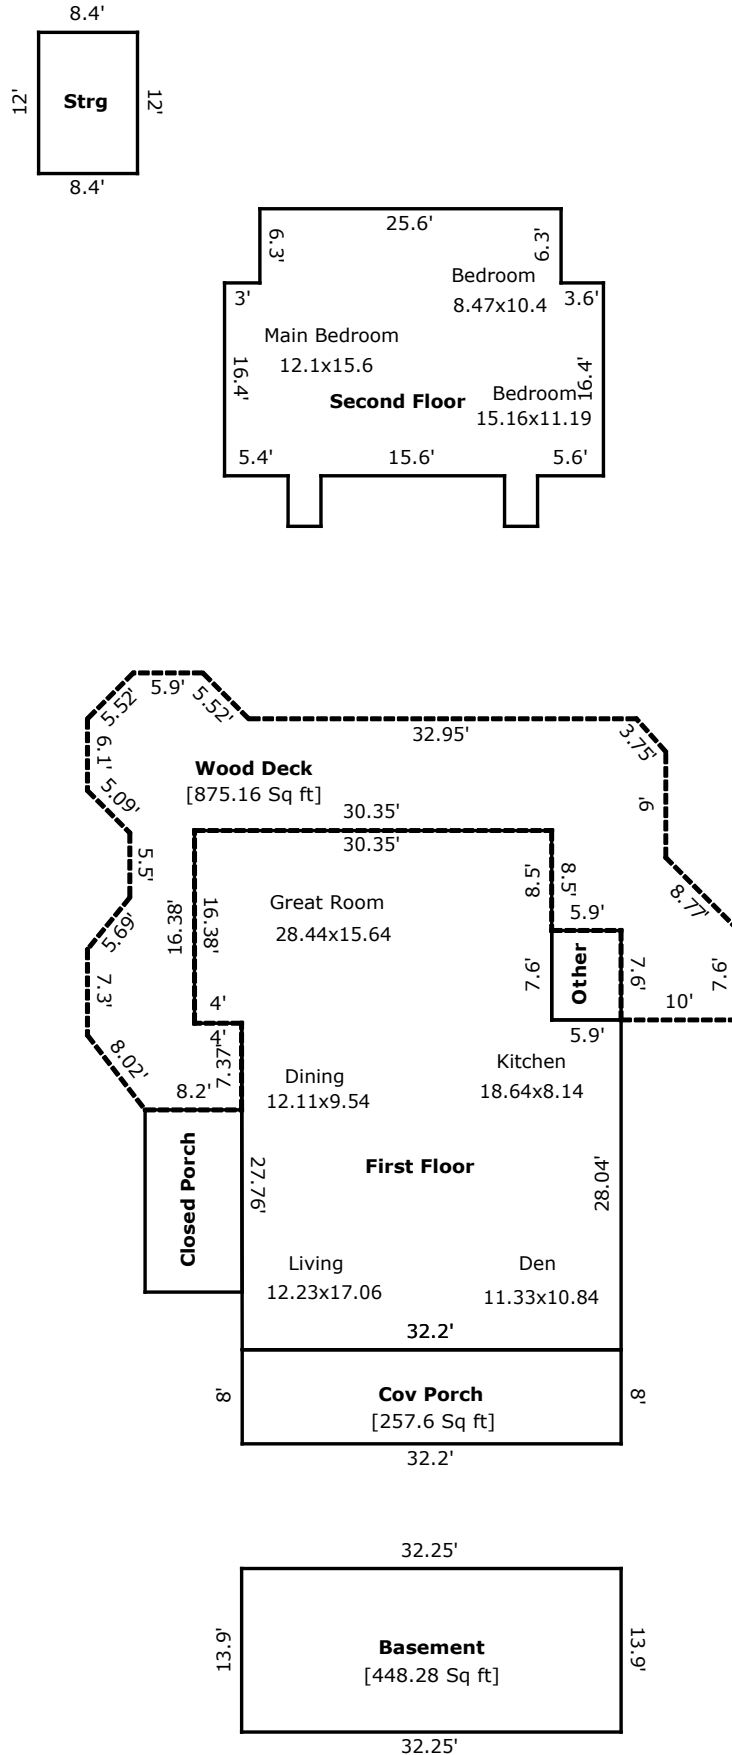 8.4'
12'
Strg
12'
8.4'
25.6'
6.3'
6.3'
Bedroom
8.47x10.4
3'
3.6'
Main Bedroom
12.1x15.6
16.4'
16.4'
Second Floor
Bedroom
15.16x11.19
5.4'
15.6'
5.6'
5.9'
5.52'
5.52'
32.95'
3.75'
6.1'
Wood Deck
[875.16 Sq ft]
5.09'
9'
30.35'
30.35'
5.5'
8.5'
8.5'
8.77'
Great Room
28.44x15.64
5.69'
16.38'
16.38'
5.9'
7.3'
7.6'
Other
7.6'
7.6'
4'
10'
4'
5.9'
8.02'
7.37'
Dining
12.11x9.54
Kitchen
18.64x8.14
8.2'
Closed Porch
27.76'
First Floor
28.04'
Living
12.23x17.06
Den
11.33x10.84
32.2'
8'
Cov Porch
[257.6 Sq ft]
8'
32.2'
32.25'
13.9'
Basement
[448.28 Sq ft]
13.9'
32.25'